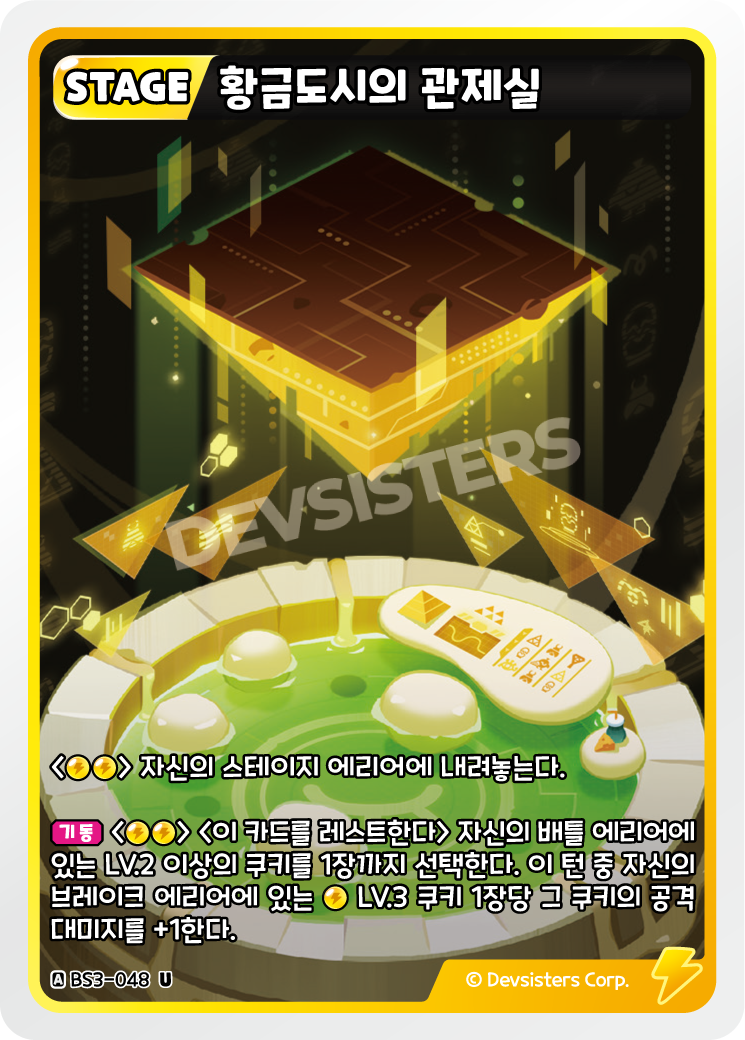 STAGE 황금도시의 관제실
DEVSISTERS
<> 자신의 스테이지 에리어에 내려놓는다.
기동 <> <이 카드를 레스트한다> 자신의 배틀 에리어에
있는 LV.2 이상의 쿠키를 1장까지 선택한다. 이 턴 중 자신의
브레이크 에리어에 있는 LV.3 쿠키 1장당 그 쿠키의 공격
대미지를 +1한다.
A BS3-048 U
© Devsisters Corp.